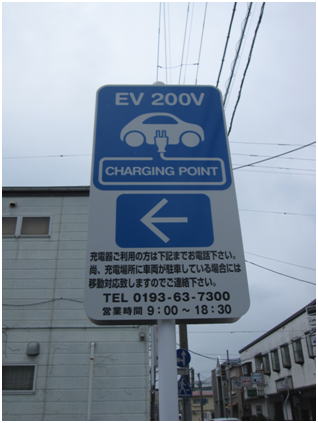 EV 200V
CHARGING POINT
充電器ご利用の方は下記までお電話下さい。
尚、充電場所に車両が駐車している場合には
移動対応致しますのでご連絡下さい。
TEL 0193-63-7300
営業時間 9:00～18:30